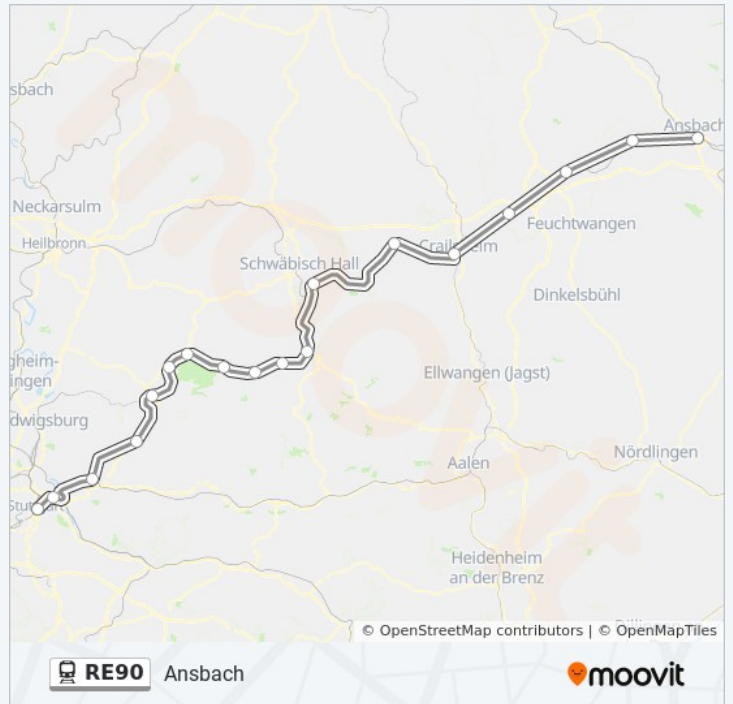 sbach
Ansbach
Neckarsulm
Heilbronn
Feuchtwangen
Crailsheim
Schwäbisch Hall
Dinkelsbühl
gheim-
ingen
Ellwangen (Jagst)
dwigsburg
Nördlingen
Aalen
Stuttgart
Heidenheim
an der Brenz
© OpenStreetMap contributors | © OpenMapTiles
RE90 Ansbach
moovit